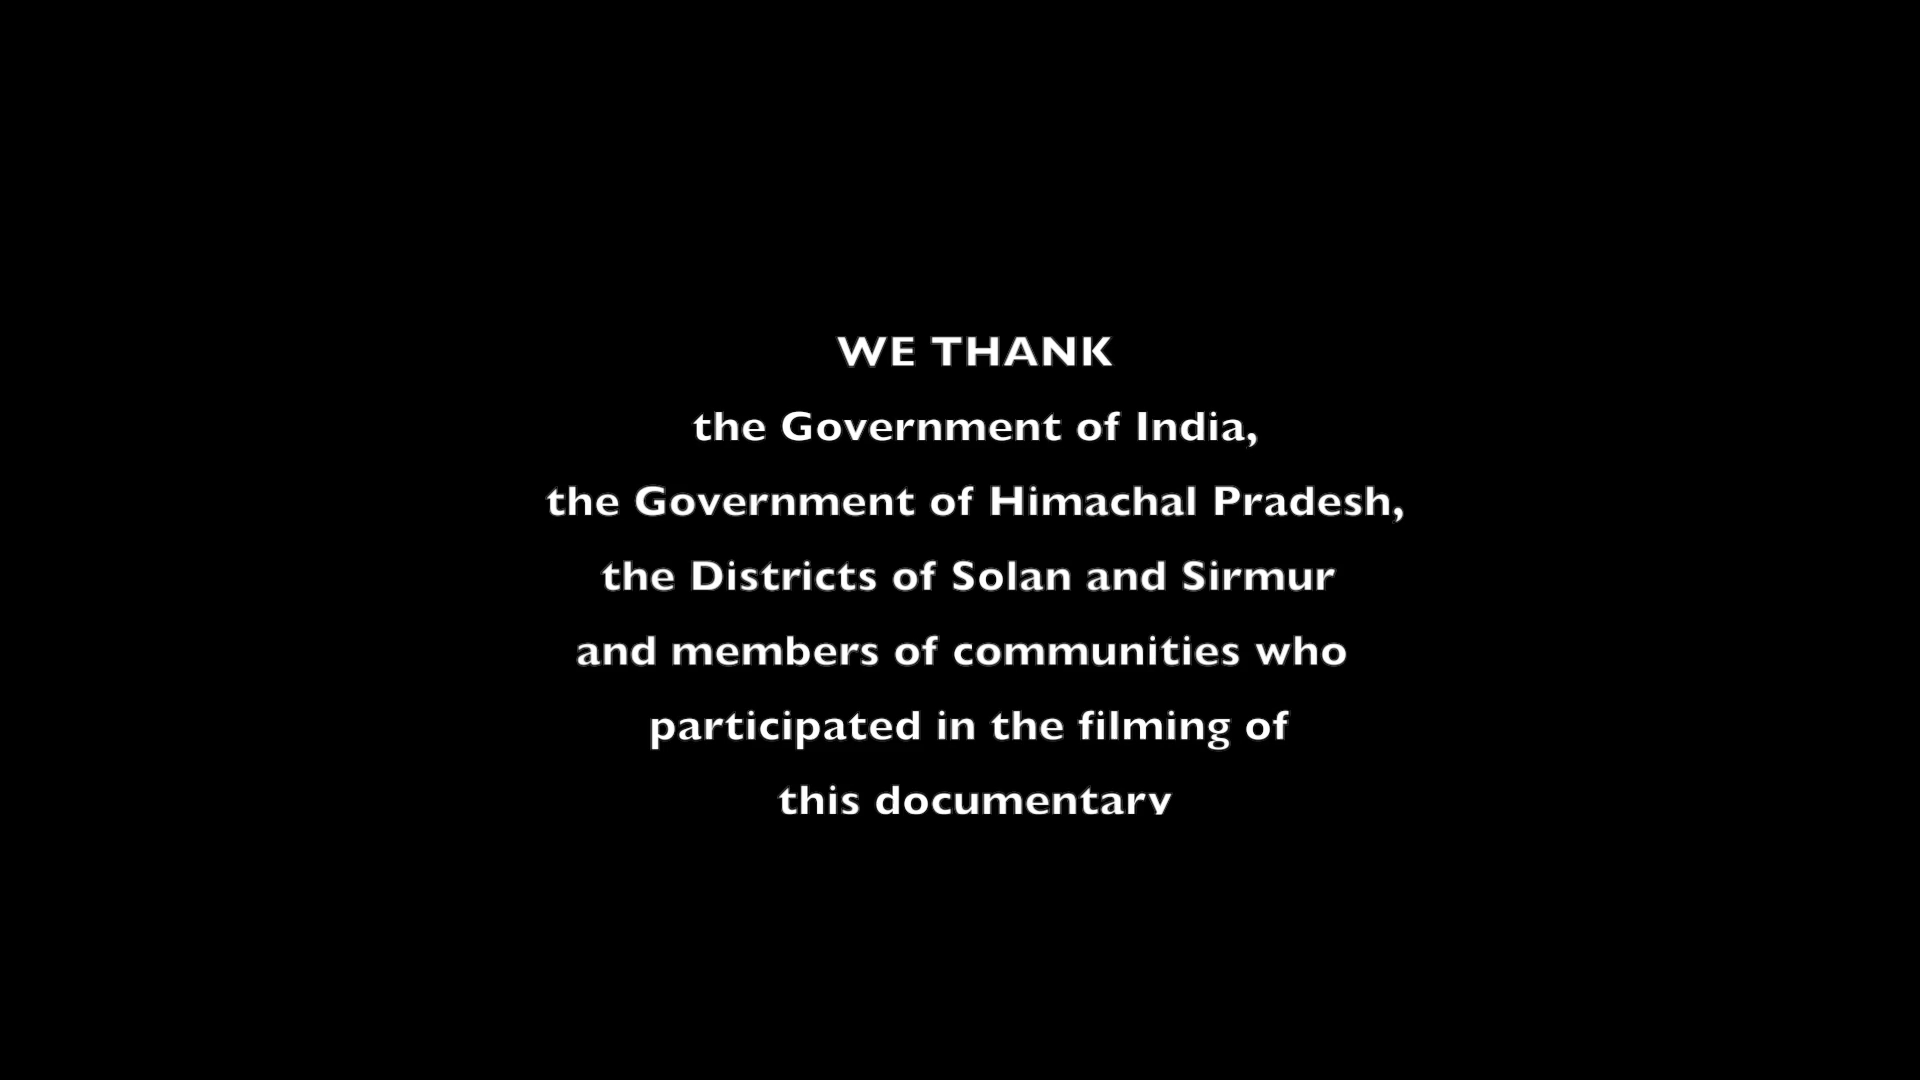 WE THANK
the Government of India,
the Government of Himachal Pradesh,
the Districts of Solan and Sirmur
and members of communities who
participated in the filming of
this documentary